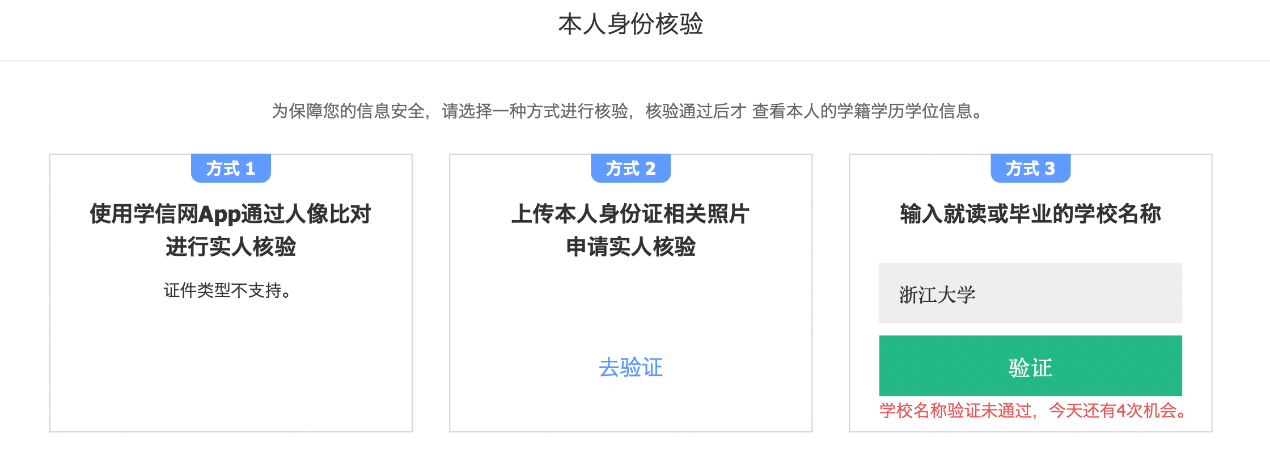 本人身份核验
为保障您的信息安全，请选择一种方式进行核验，核验通过后才 查看本人的学籍学历学位信息。
方式 1
使用学信网App通过人像比对
进行实人核验
证件类型不支持。
方式 2
上传本人身份证相关照片
申请实人核验
去验证
方式 3
输入就读或毕业的学校名称
浙江大学
验证
学校名称验证未通过，今天还有4次机会。